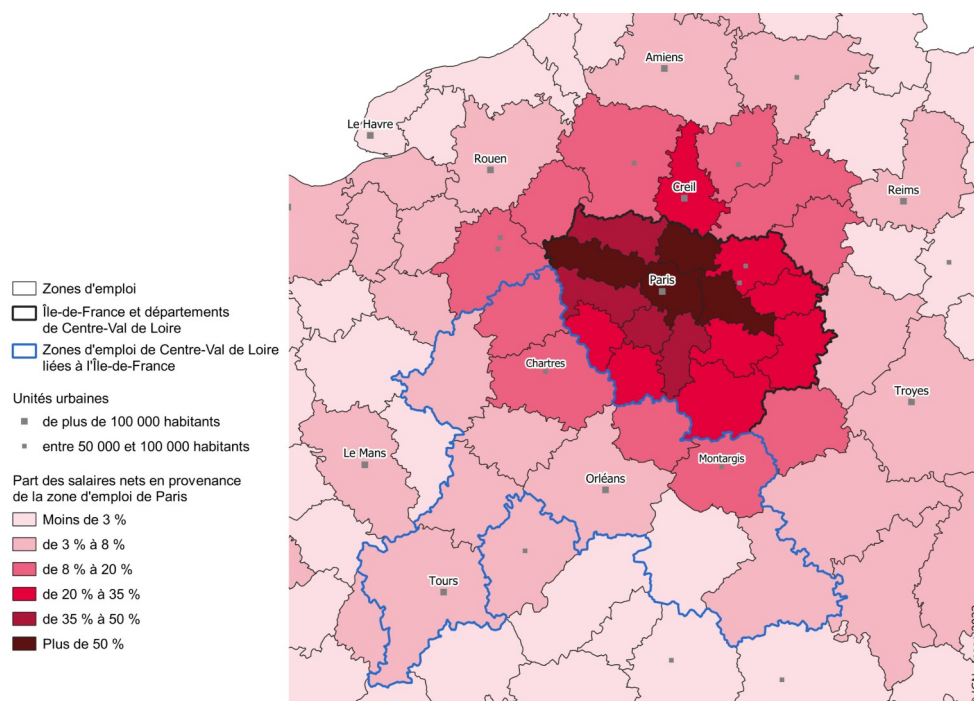 Zones d'emploi
Île-de-France et départements
de Centre-Val de Loire
Zones d'emploi de Centre-Val de Loire
liées à l'Île-de-France
Unités urbaines
de plus de 100 000 habitants
entre 50 000 et 100 000 habitants
Part des salaires nets en provenance
de la zone d'emploi de Paris
Moins de 3 %
de 3 % à 8 %
de 8 % à 20 %
de 20 % à 35 %
de 35 % à 50 %
Plus de 50 %
Amiens
Le Havre
Rouen
Creil
Reims
Paris
Chartres
Troyes
Le Mans
Montargis
Orléans
Tours